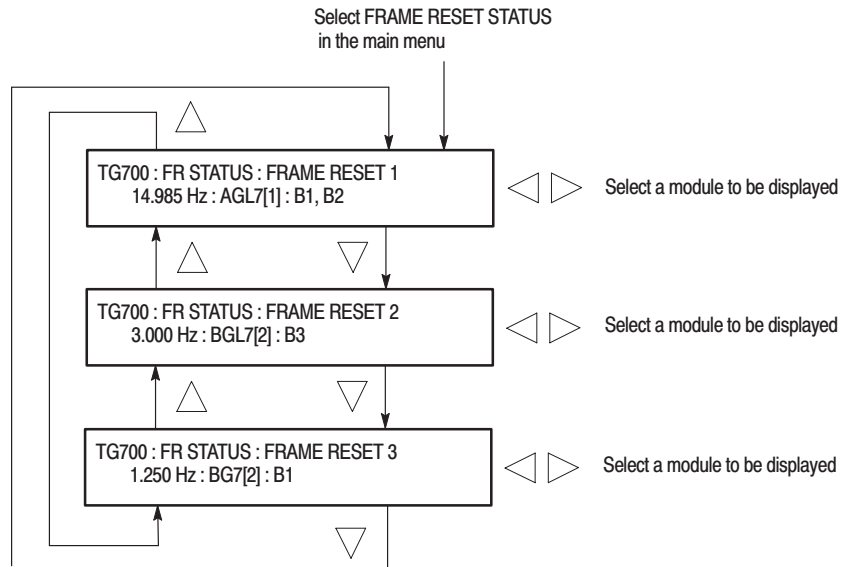 Select FRAME RESET STATUS
in the main menu
TG700 : FR STATUS : FRAME RESET 1
14.985 Hz : AGL7[1] : B1, B2
Select a module to be displayed
TG700 : FR STATUS : FRAME RESET 2
3.000 Hz : BGL7[2] : B3
Select a module to be displayed
TG700 : FR STATUS : FRAME RESET 3
1.250 Hz : BG7[2] : B1
Select a module to be displayed